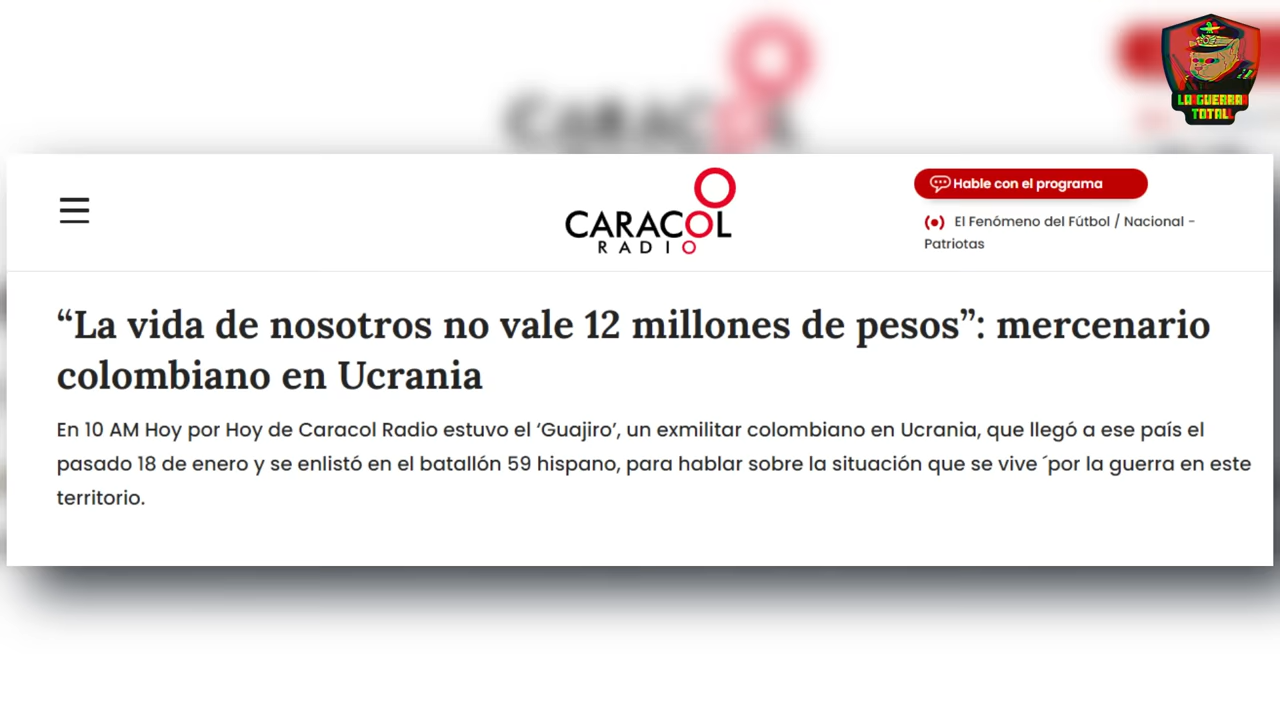 LA GUERRA
TOTAL
CARACOL
RADIO
Hable con el programa
El Fenómeno del Fútbol / Nacional -
Patriotas
“La vida de nosotros no vale 12 millones de pesos”: mercenario
colombiano en Ucrania
En 10 AM Hoy por Hoy de Caracol Radio estuvo el ‘Guajiro’, un exmilitar colombiano en Ucrania, que llegó a ese país el
pasado 18 de enero y se enlistó en el batallón 59 hispano, para hablar sobre la situación que se vive ´por la guerra en este
territorio.